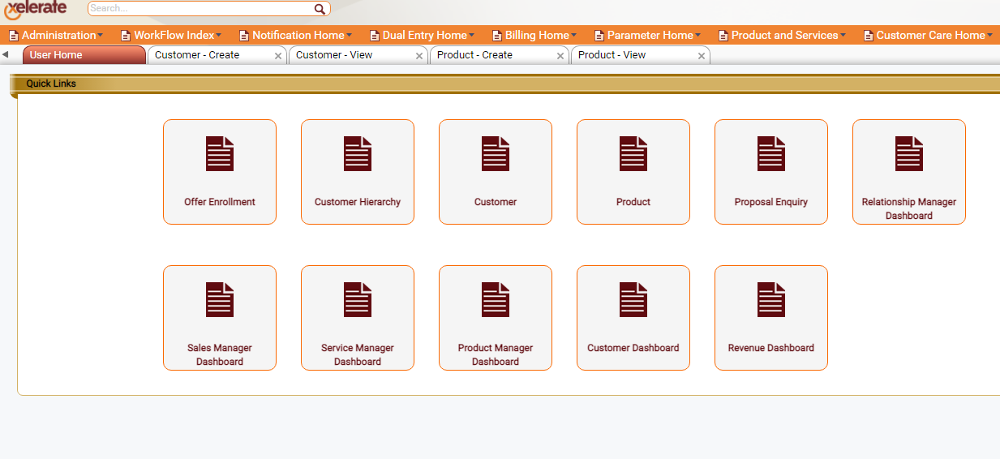 xelerate
Search...
Administration WorkFlow Index Notification Home Dual Entry Home Billing Home Parameter Home Product and Services Customer Care Home
User Home Customer - Create Customer - View Product - Create Product - View
Quick Links
Offer Enrollment Customer Hierarchy Customer Product Proposal Enquiry Relationship Manager
Dashboard
Sales Manager Service Manager Product Manager Customer Dashboard Revenue Dashboard
Dashboard Dashboard Dashboard